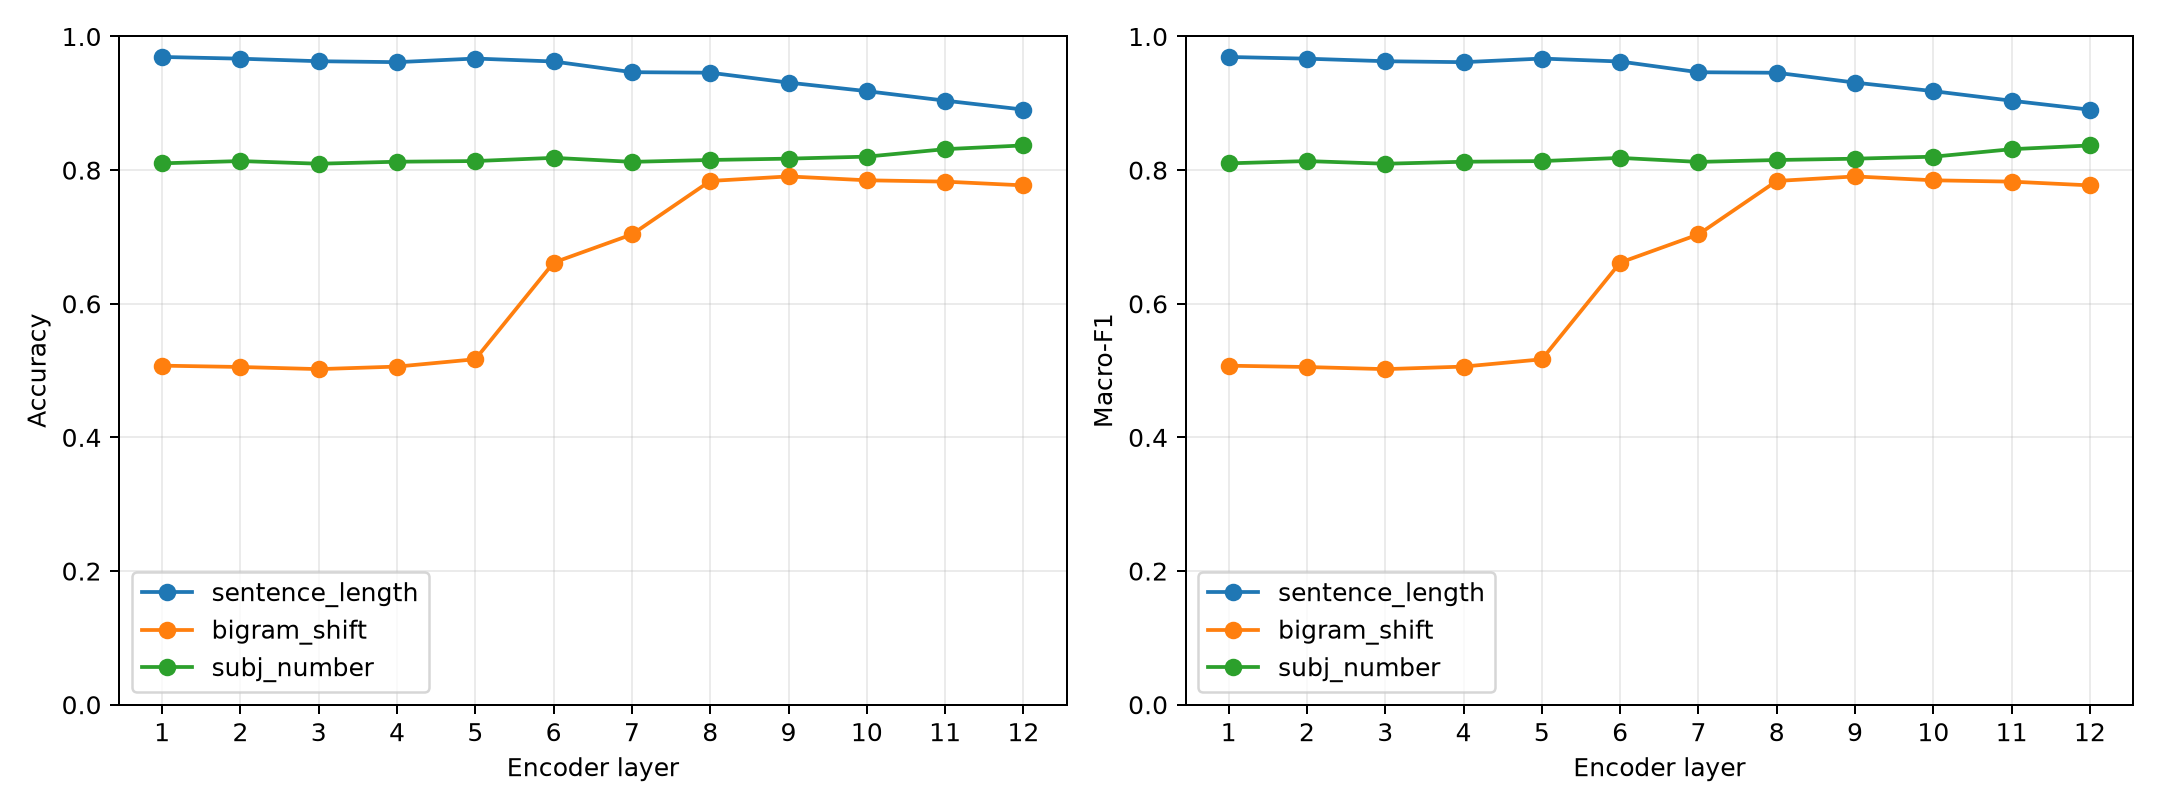 1.0
0.8
0.6
0.4
0.2
0.0
Accuracy
sentence_length
bigram_shift
subj_number
1 2 3 4 5 6 7 8 9 10 11 12
Encoder layer
1.0
0.8
0.6
0.4
0.2
0.0
Macro-F1
sentence_length
bigram_shift
subj_number
1 2 3 4 5 6 7 8 9 10 11 12
Encoder layer